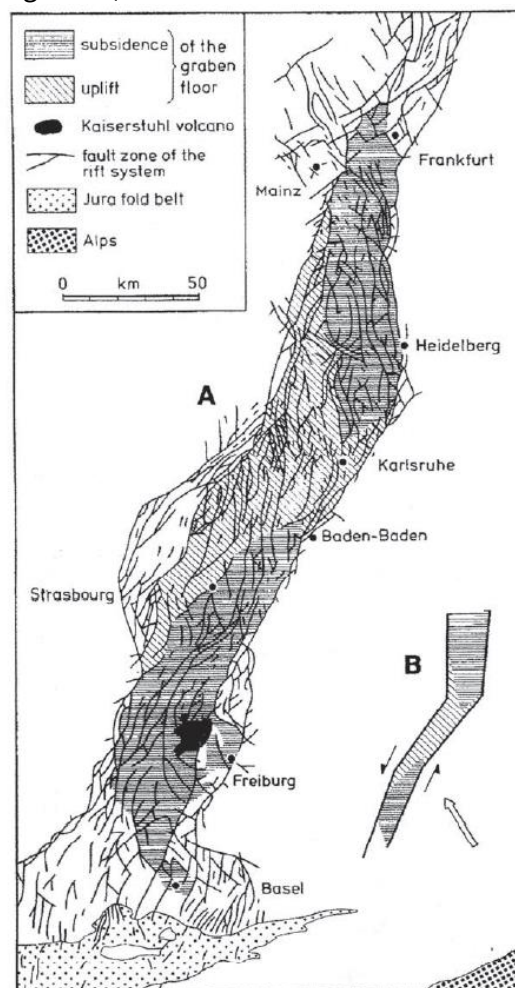 subsidence
uplift
of the
graben
floor
Kaiserstuhl volcano
fault zone of the
rift system
Jura fold belt
Alps
0 km 50
Frankfurt
Mainz
Heidelberg
A
Karlsruhe
Baden-Baden
Strasbourg
B
Freiburg
Basel